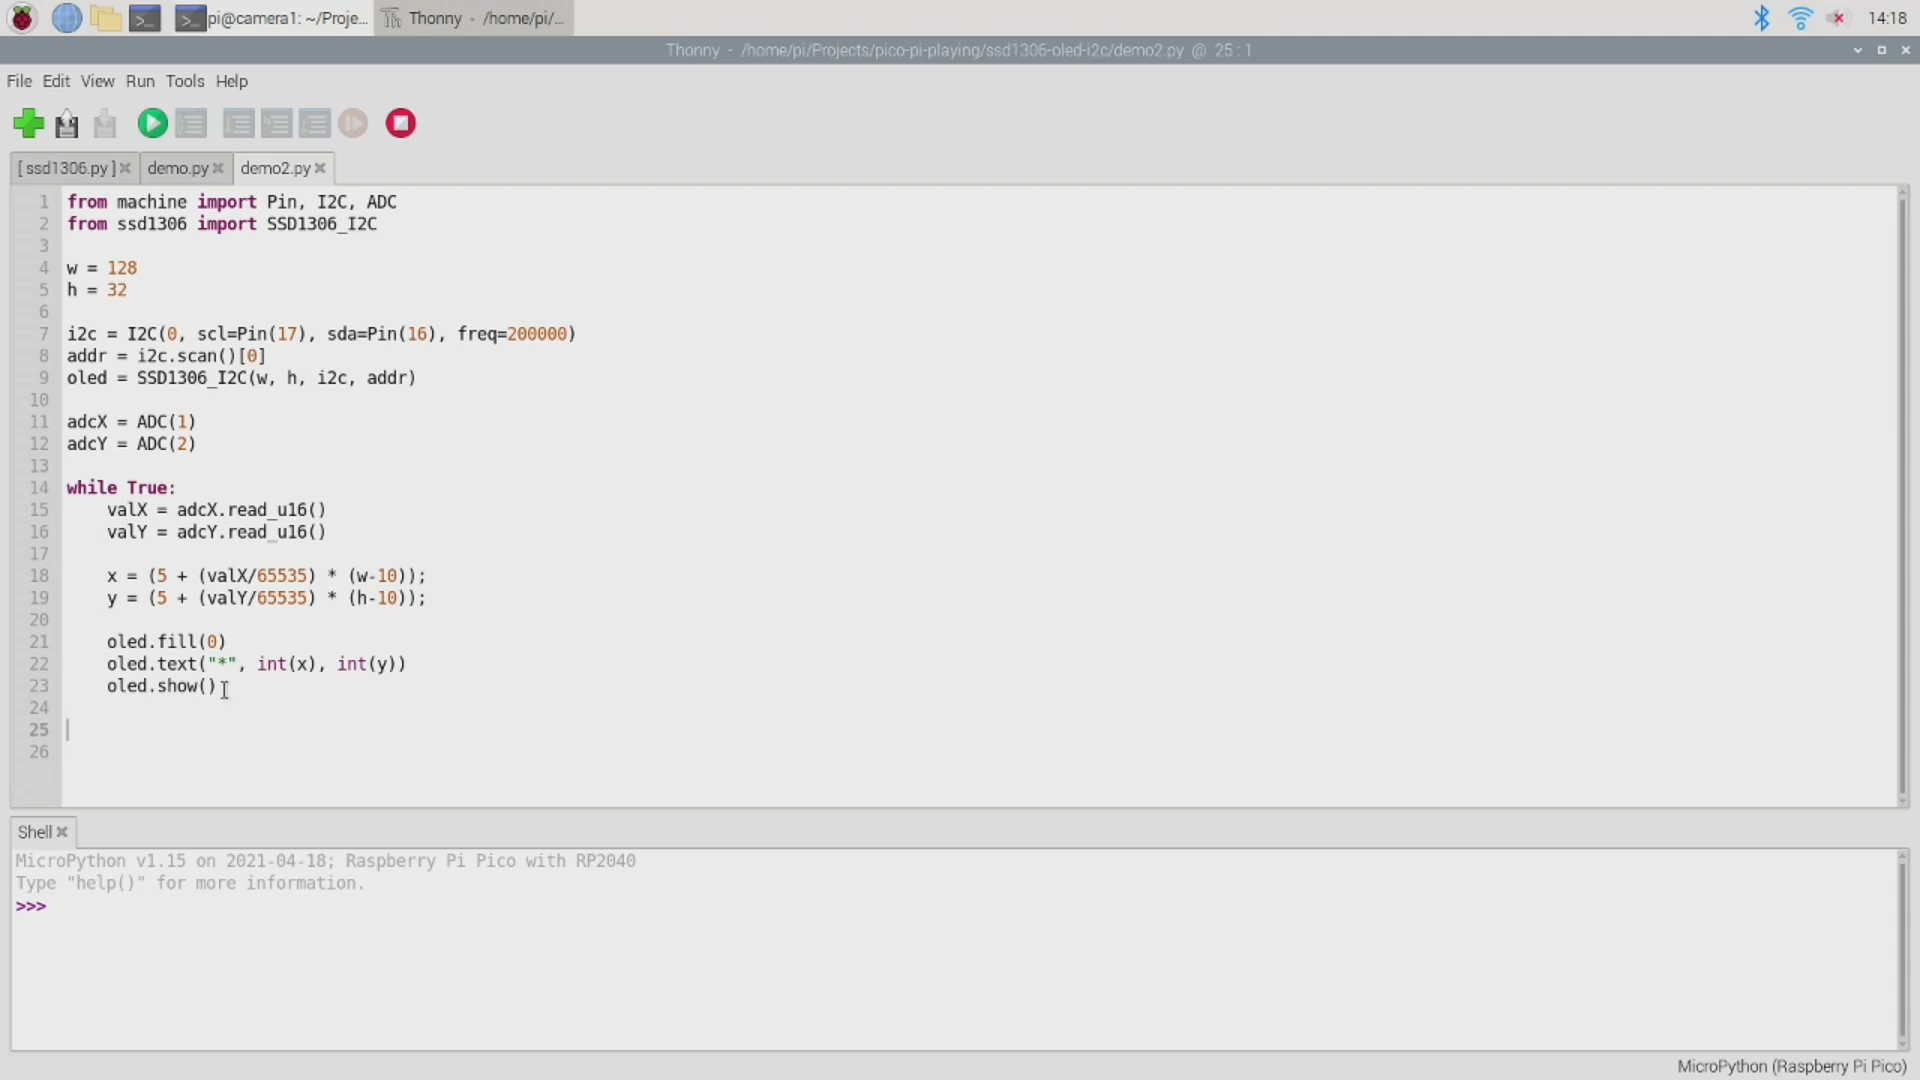 pi@camera1: ~/Proje...
Thonny - /home/pi/...
14:18
Thonny - /home/pi/Projects/pico-pi-playing/ssd1306-oled-i2c/demo2.py @ 25 : 1
File Edit View Run Tools Help
[ ssd1306.py ] demo.py demo2.py
1 from machine import Pin, I2C, ADC
2 from ssd1306 import SSD1306_I2C
3
4 w = 128
5 h = 32
6
7 i2c = I2C(0, scl=Pin(17), sda=Pin(16), freq=200000)
8 addr = i2c.scan()[0]
9 oled = SSD1306_I2C(w, h, i2c, addr)
10
11 adcX = ADC(1)
12 adcY = ADC(2)
13
14 while True:
15     valX = adcX.read_u16()
16     valY = adcY.read_u16()
17
18     x = (5 + (valX/65535) * (w-10));
19     y = (5 + (valY/65535) * (h-10));
20
21     oled.fill(0)
22     oled.text("*", int(x), int(y))
23     oled.show()
24
25
26
Shell
MicroPython v1.15 on 2021-04-18; Raspberry Pi Pico with RP2040
Type "help()" for more information.
>>>
MicroPython (Raspberry Pi Pico)